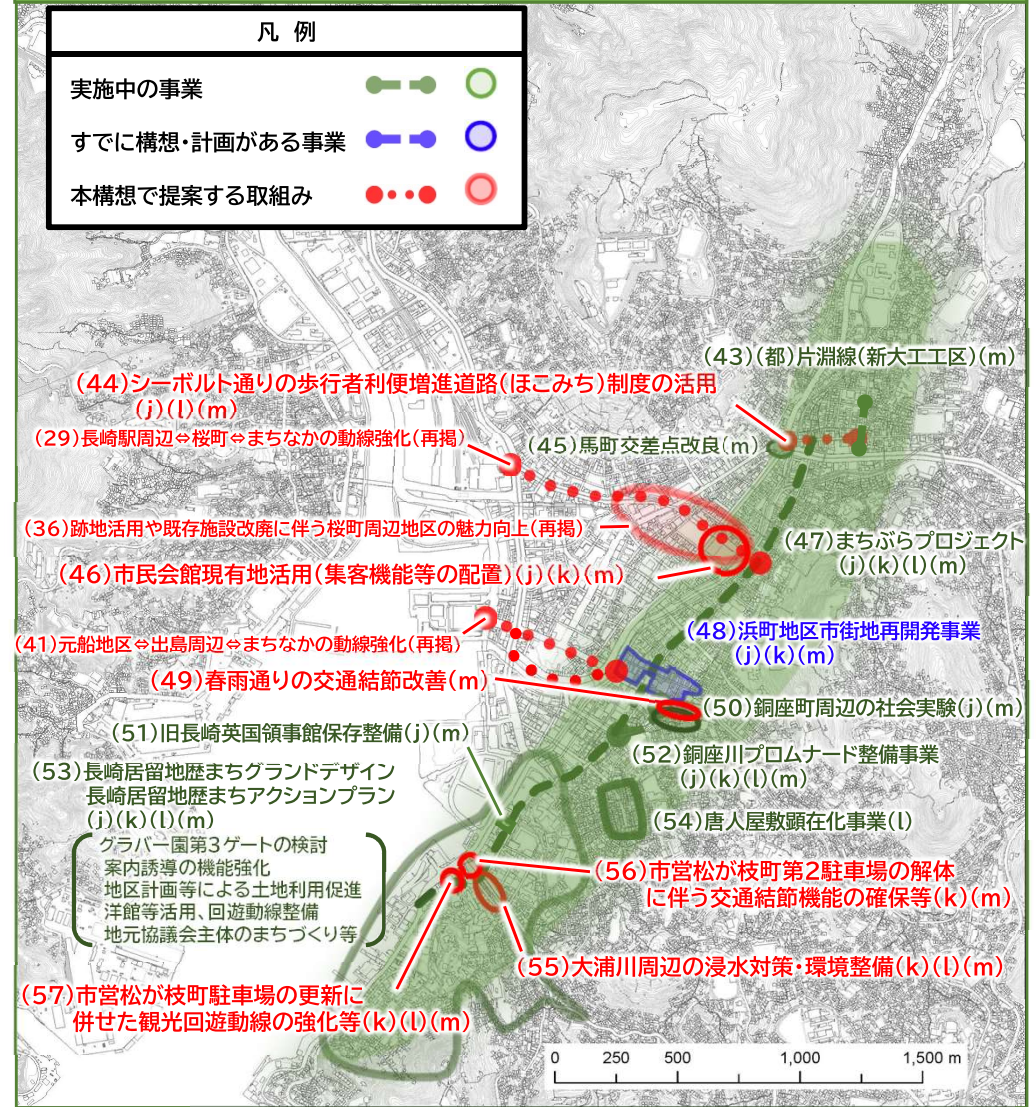 凡 例
実施中の事業
すでに構想・計画がある事業
本構想で提案する取組み
(43)(都)片淵線(新大工工区)(m)
(44)シーボルト通りの歩行者利便増進道路(ほこみち)制度の活用
(j)(l)(m)
(29)長崎駅周辺⇔桜町⇔まちなかの動線強化(再掲)
(45)馬町交差点改良(m)
(36)跡地活用や既存施設改廃に伴う桜町周辺地区の魅力向上(再掲)
(47)まちぶらプロジェクト
(j)(k)(l)(m)
(46)市民会館現有地活用(集客機能等の配置)(j)(k)(m)
(48)浜町地区市街地再開発事業
(j)(k)(m)
(41)元船地区⇔出島周辺⇔まちなかの動線強化(再掲)
(49)春雨通りの交通結節改善(m)
(50)銅座町周辺の社会実験(j)(m)
(51)旧長崎英国領事館保存整備(j)(m)
(52)銅座川プロムナード整備事業
(j)(k)(l)(m)
(53)長崎居留地歴まちグランドデザイン
長崎居留地歴まちアクションプラン
(j)(k)(l)(m)
グラバー園第3ゲートの検討
案内誘導の機能強化
地区計画等による土地利用促進
洋館等活用、回遊動線整備
地元協議会主体のまちづくり等
(54)唐人屋敷顕在化事業(l)
(56)市営松が枝町第2駐車場の解体
に伴う交通結節機能の確保等(k)(m)
(55)大浦川周辺の浸水対策・環境整備(k)(l)(m)
(57)市営松が枝町駐車場の更新に
併せた観光回遊動線の強化等(k)(l)(m)
0 250 500 1,000 1,500 m